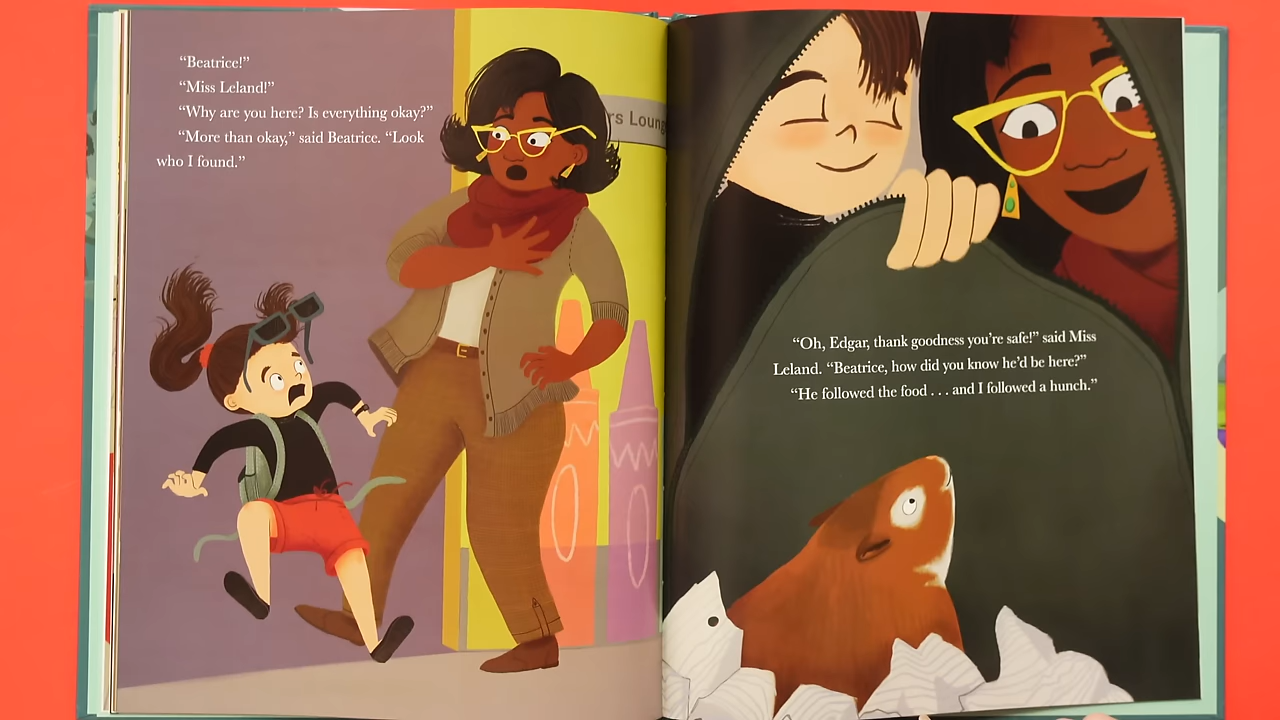 “Beatrice!”
“Miss Leland!”
“Why are you here? Is everything okay?”
“More than okay,” said Beatrice. “Look
who I found.”
rs Loung
“Oh, Edgar, thank goodness you’re safe!” said Miss
Leland. “Beatrice, how did you know he’d be here?”
“He followed the food . . . and I followed a hunch.”